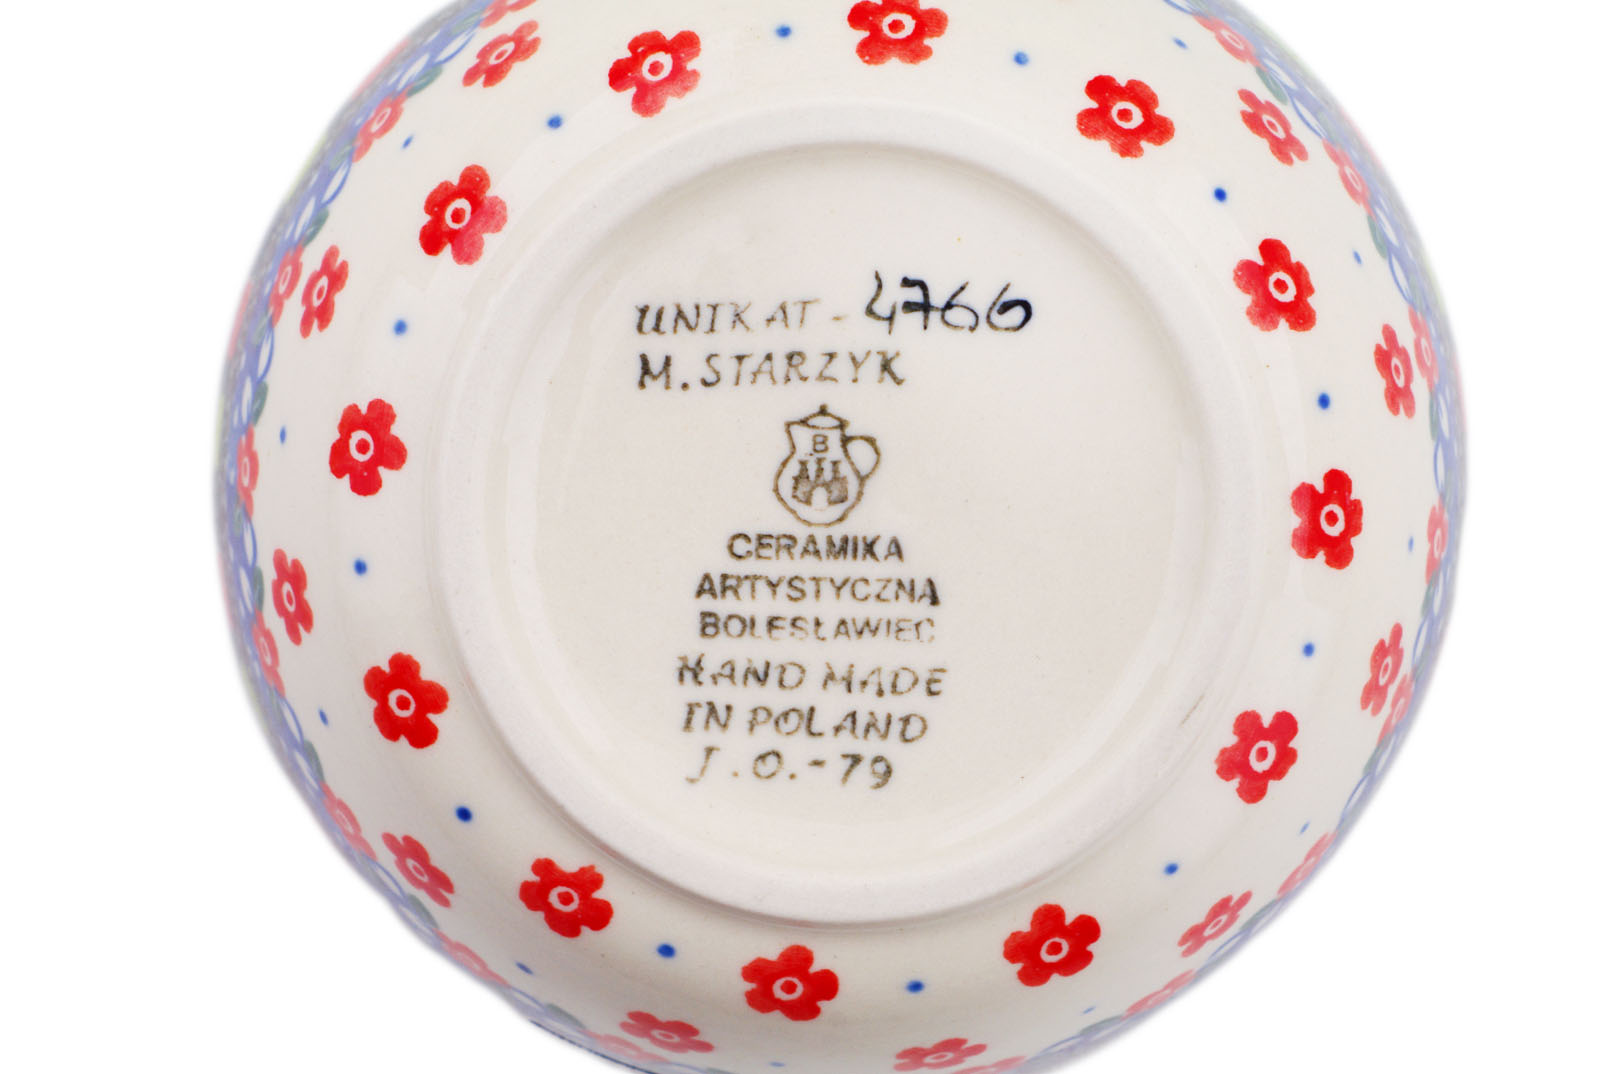 UNIKAT - 4766
M. STARZYK
B
CERAMIKA
ARTYSTYCZNA
BOLESŁAWIEC
HAND MADE
IN POLAND
J.O.-79